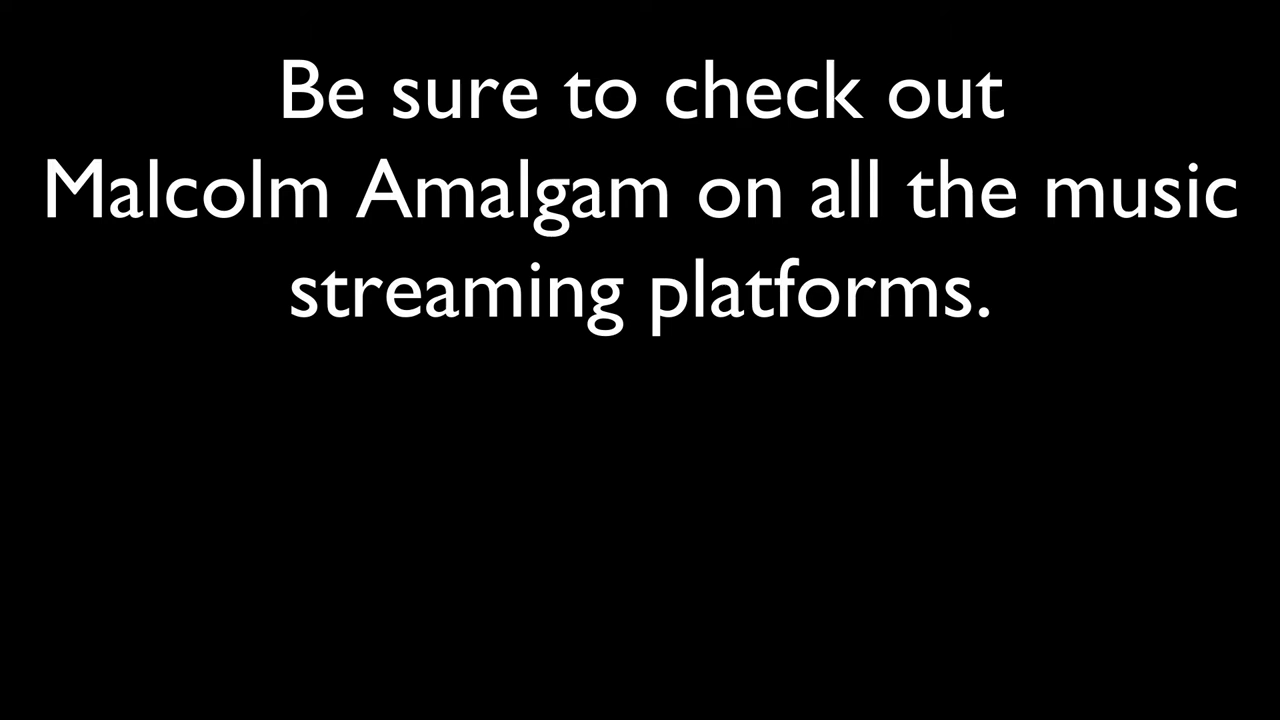 Be sure to check out
Malcolm Amalgam on all the music
streaming platforms.